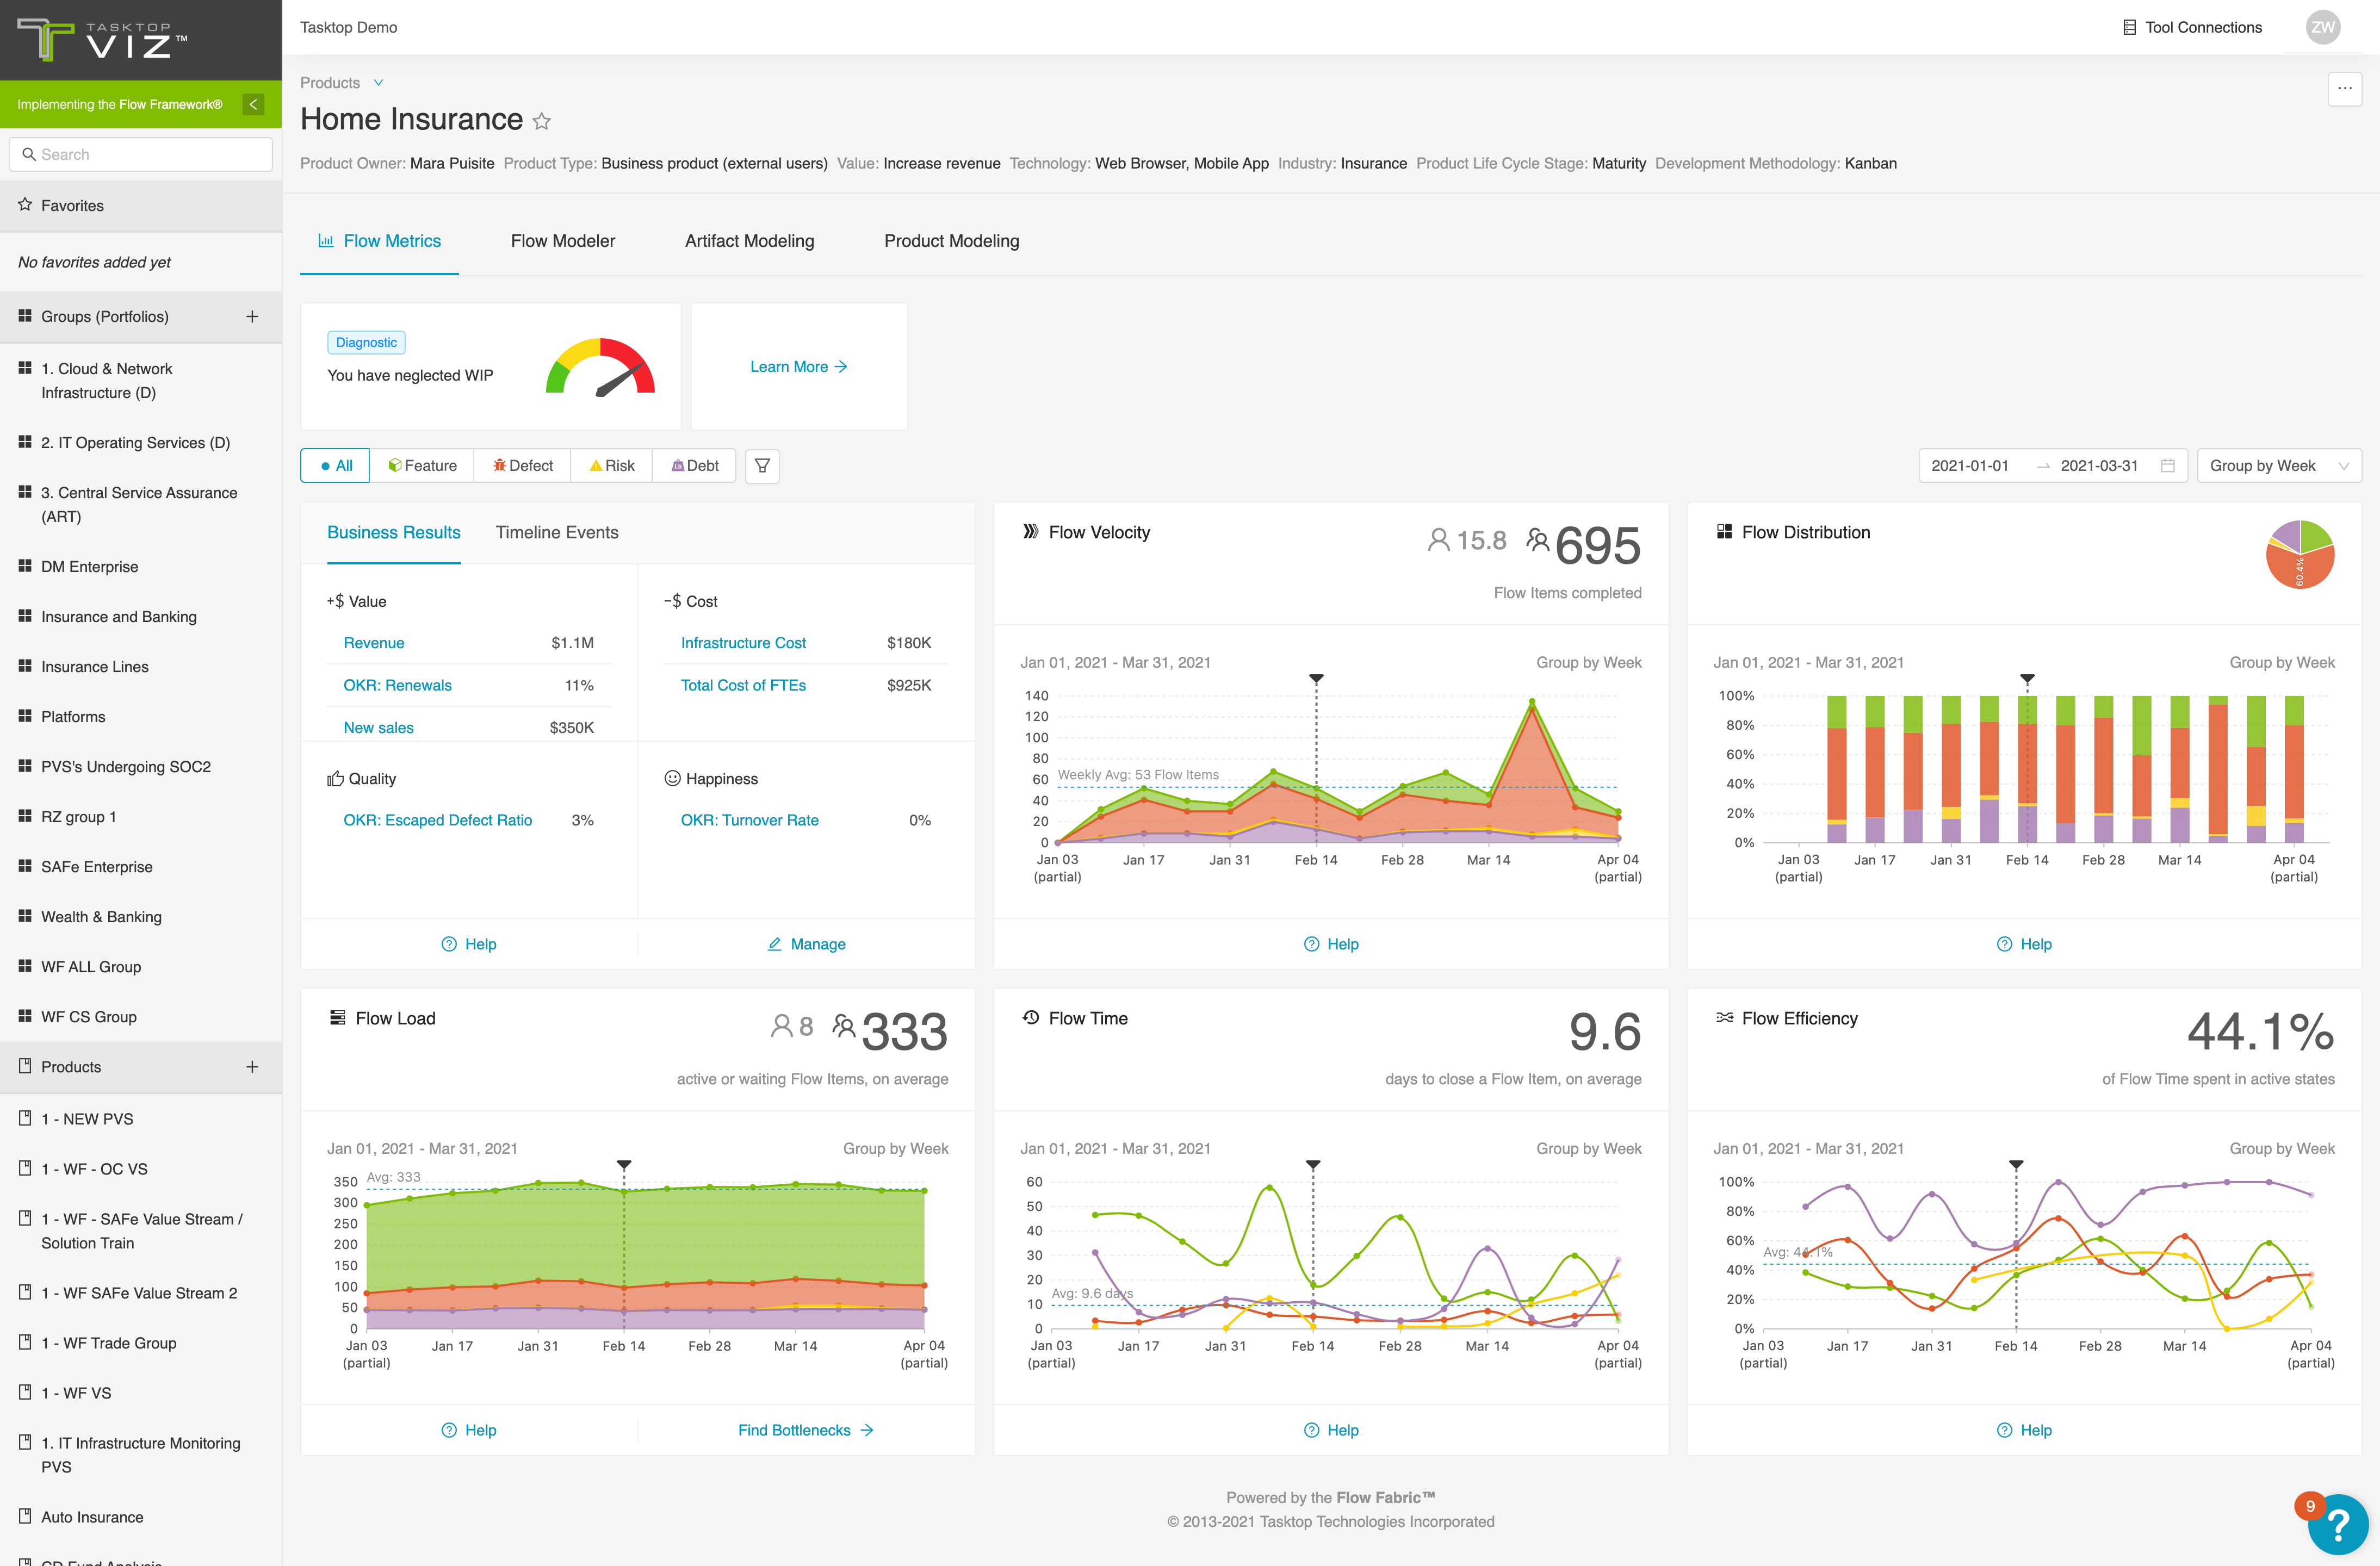 TASKTOP
VIZ™
Implementing the Flow Framework®
Search
Favorites
No favorites added yet
Groups (Portfolios)
1. Cloud & Network
Infrastructure (D)
2. IT Operating Services (D)
3. Central Service Assurance
(ART)
DM Enterprise
Insurance and Banking
Insurance Lines
Platforms
PVS's Undergoing SOC2
RZ group 1
SAFe Enterprise
Wealth & Banking
WF ALL Group
WF CS Group
Products
1 - NEW PVS
1 - WF - OC VS
1 - WF - SAFe Value Stream /
Solution Train
1 - WF SAFe Value Stream 2
1 - WF Trade Group
1 - WF VS
1. IT Infrastructure Monitoring
PVS
Auto Insurance
Tasktop Demo
Tool Connections
ZW
Products
Home Insurance
Product Owner: Mara Puisite Product Type: Business product (external users) Value: Increase revenue Technology: Web Browser, Mobile App Industry: Insurance Product Life Cycle Stage: Maturity Development Methodology: Kanban
Flow Metrics Flow Modeler Artifact Modeling Product Modeling
Diagnostic
You have neglected WIP
Learn More →
All Feature Defect Risk Debt
2021-01-01 → 2021-03-31
Group by Week
Business Results Timeline Events
+$ Value
Revenue $1.1M
OKR: Renewals 11%
New sales $350K
−$ Cost
Infrastructure Cost $180K
Total Cost of FTEs $925K
Quality
OKR: Escaped Defect Ratio 3%
Happiness
OKR: Turnover Rate 0%
Help Manage
Flow Velocity
15.8 695
Flow Items completed
Jan 01, 2021 - Mar 31, 2021 Group by Week
140
120
100
80
60
40
20
0
Weekly Avg: 53 Flow Items
Jan 03 Jan 17 Jan 31 Feb 14 Feb 28 Mar 14 Apr 04
(partial) (partial)
Help
Flow Distribution
60.4%
Jan 01, 2021 - Mar 31, 2021 Group by Week
100%
80%
60%
40%
20%
0%
Jan 03 Jan 17 Jan 31 Feb 14 Feb 28 Mar 14 Apr 04
(partial) (partial)
Help
Flow Load
8 333
active or waiting Flow Items, on average
Jan 01, 2021 - Mar 31, 2021 Group by Week
Avg: 333
350
300
250
200
150
100
50
0
Jan 03 Jan 17 Jan 31 Feb 14 Feb 28 Mar 14 Apr 04
(partial) (partial)
Help Find Bottlenecks →
Flow Time
9.6
days to close a Flow Item, on average
Jan 01, 2021 - Mar 31, 2021 Group by Week
60
50
40
30
20
10
0
Avg: 9.6 days
Jan 03 Jan 17 Jan 31 Feb 14 Feb 28 Mar 14 Apr 04
(partial) (partial)
Help
Flow Efficiency
44.1%
of Flow Time spent in active states
Jan 01, 2021 - Mar 31, 2021 Group by Week
100%
80%
60%
40%
20%
0%
Avg: 44.1%
Jan 03 Jan 17 Jan 31 Feb 14 Feb 28 Mar 14 Apr 04
(partial) (partial)
Help
Powered by the Flow Fabric™
© 2013-2021 Tasktop Technologies Incorporated
9
?